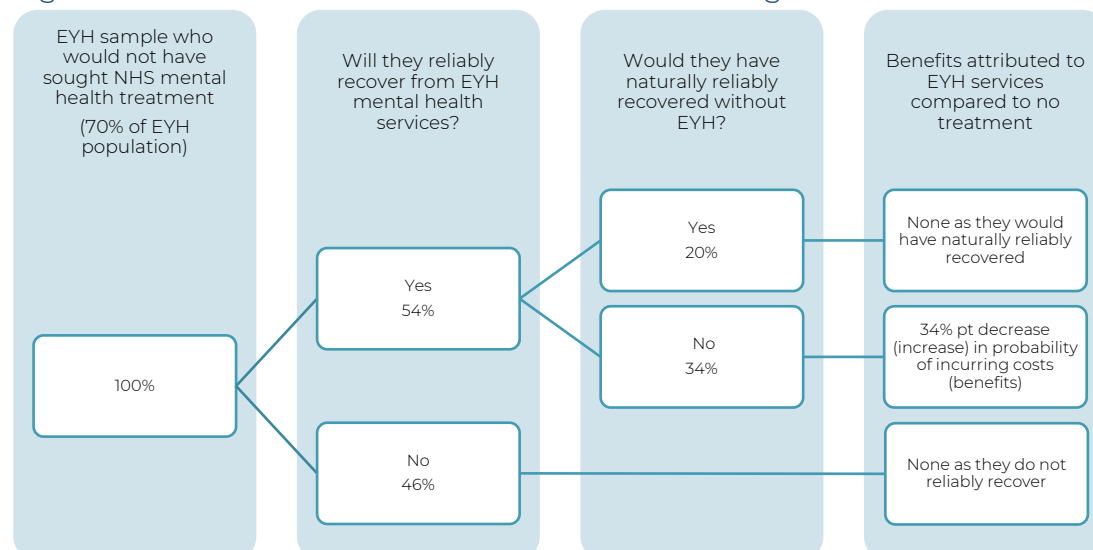 EYH sample who
would not have
sought NHS mental
health treatment
(70% of EYH
population)
Will they reliably
recover from EYH
mental health
services?
Would they have
naturally reliably
recovered without
EYH?
Benefits attributed to
EYH services
compared to no
treatment
100%
Yes
54%
No
46%
Yes
20%
No
34%
None as they would
have naturally reliably
recovered
34% pt decrease
(increase) in probability
of incurring costs
(benefits)
None as they do not
reliably recover